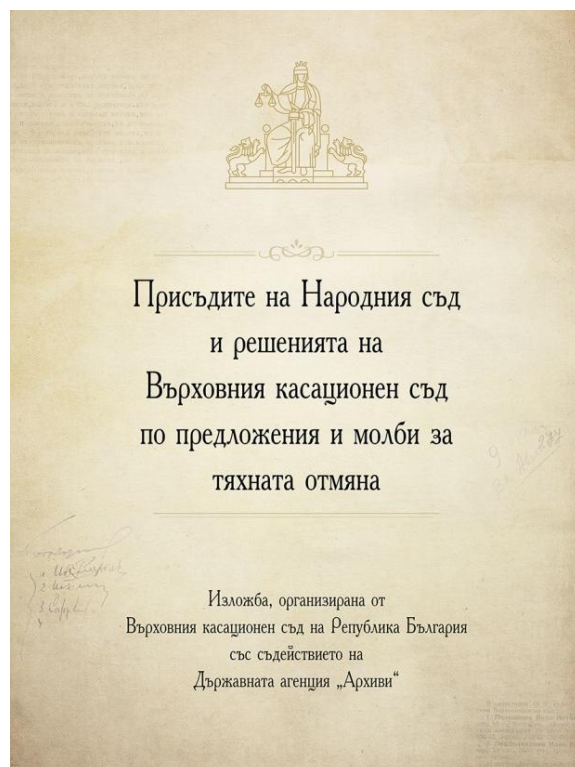 Присъдите на Народния съд
и решенията на
Върховния касационен съд
по предложения и молби за
тяхната отмяна
Изложба, организирана от
Върховния касационен съд на Република България
със съдействието на
Държавната агенция „Архиви“